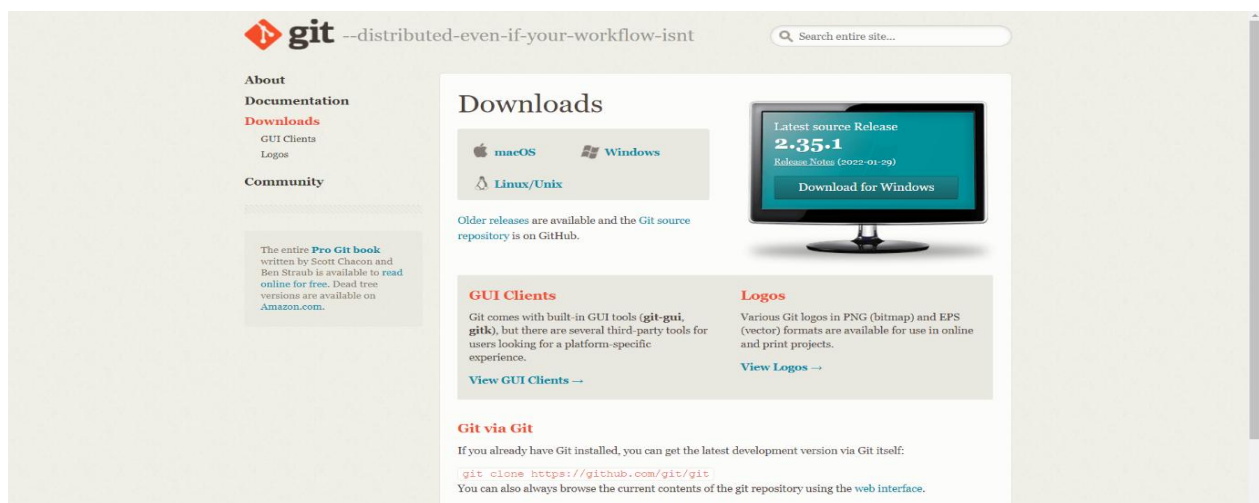 git --distributed-even-if-your-workflow-isnt
Search entire site...
About
Documentation
Downloads
GUI Clients
Logos
Community
The entire Pro Git book
written by Scott Chacon and
Ben Straub is available to read
online for free. Dead tree
versions are available on
Amazon.com.
Downloads
macOS
Windows
Linux/Unix
Older releases are available and the Git source
repository is on GitHub.
Latest source Release
2.35.1
Release Notes (2022-01-29)
Download for Windows
GUI Clients
Git comes with built-in GUI tools (git-gui,
gitk), but there are several third-party tools for
users looking for a platform-specific
experience.
View GUI Clients →
Logos
Various Git logos in PNG (bitmap) and EPS
(vector) formats are available for use in online
and print projects.
View Logos →
Git via Git
If you already have Git installed, you can get the latest development version via Git itself:
git clone https://github.com/git/git
You can also always browse the current contents of the git repository using the web interface.